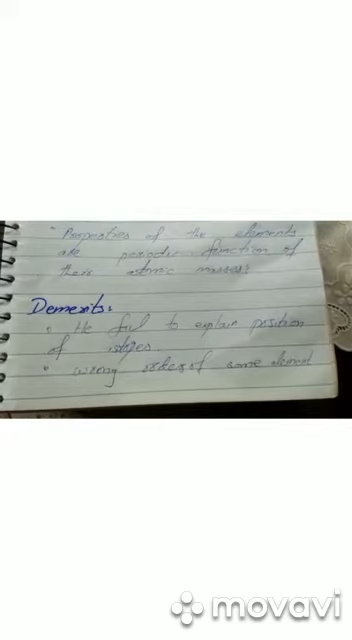 "Properties of the elements
are periodic function of
their atomic masses"
Demerits:
• He fail to explain position
of isotopes
• wrong order of some element
movavi